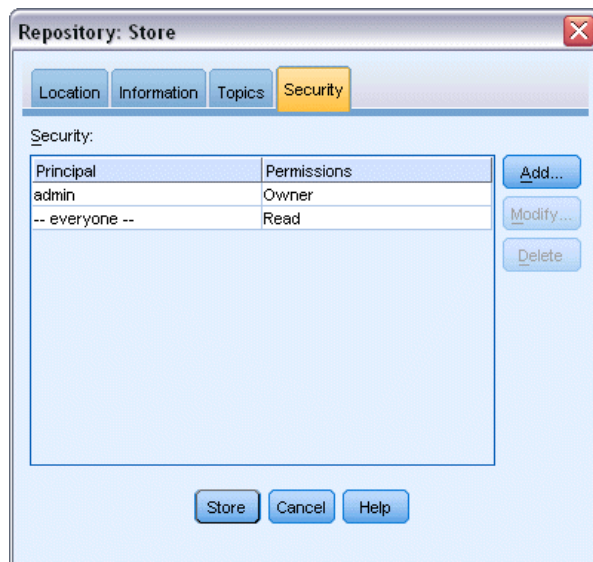 Repository: Store
Location Information Topics Security
Security:
Principal Permissions
admin Owner
-- everyone -- Read
Add...
Modify...
Delete
Store Cancel Help